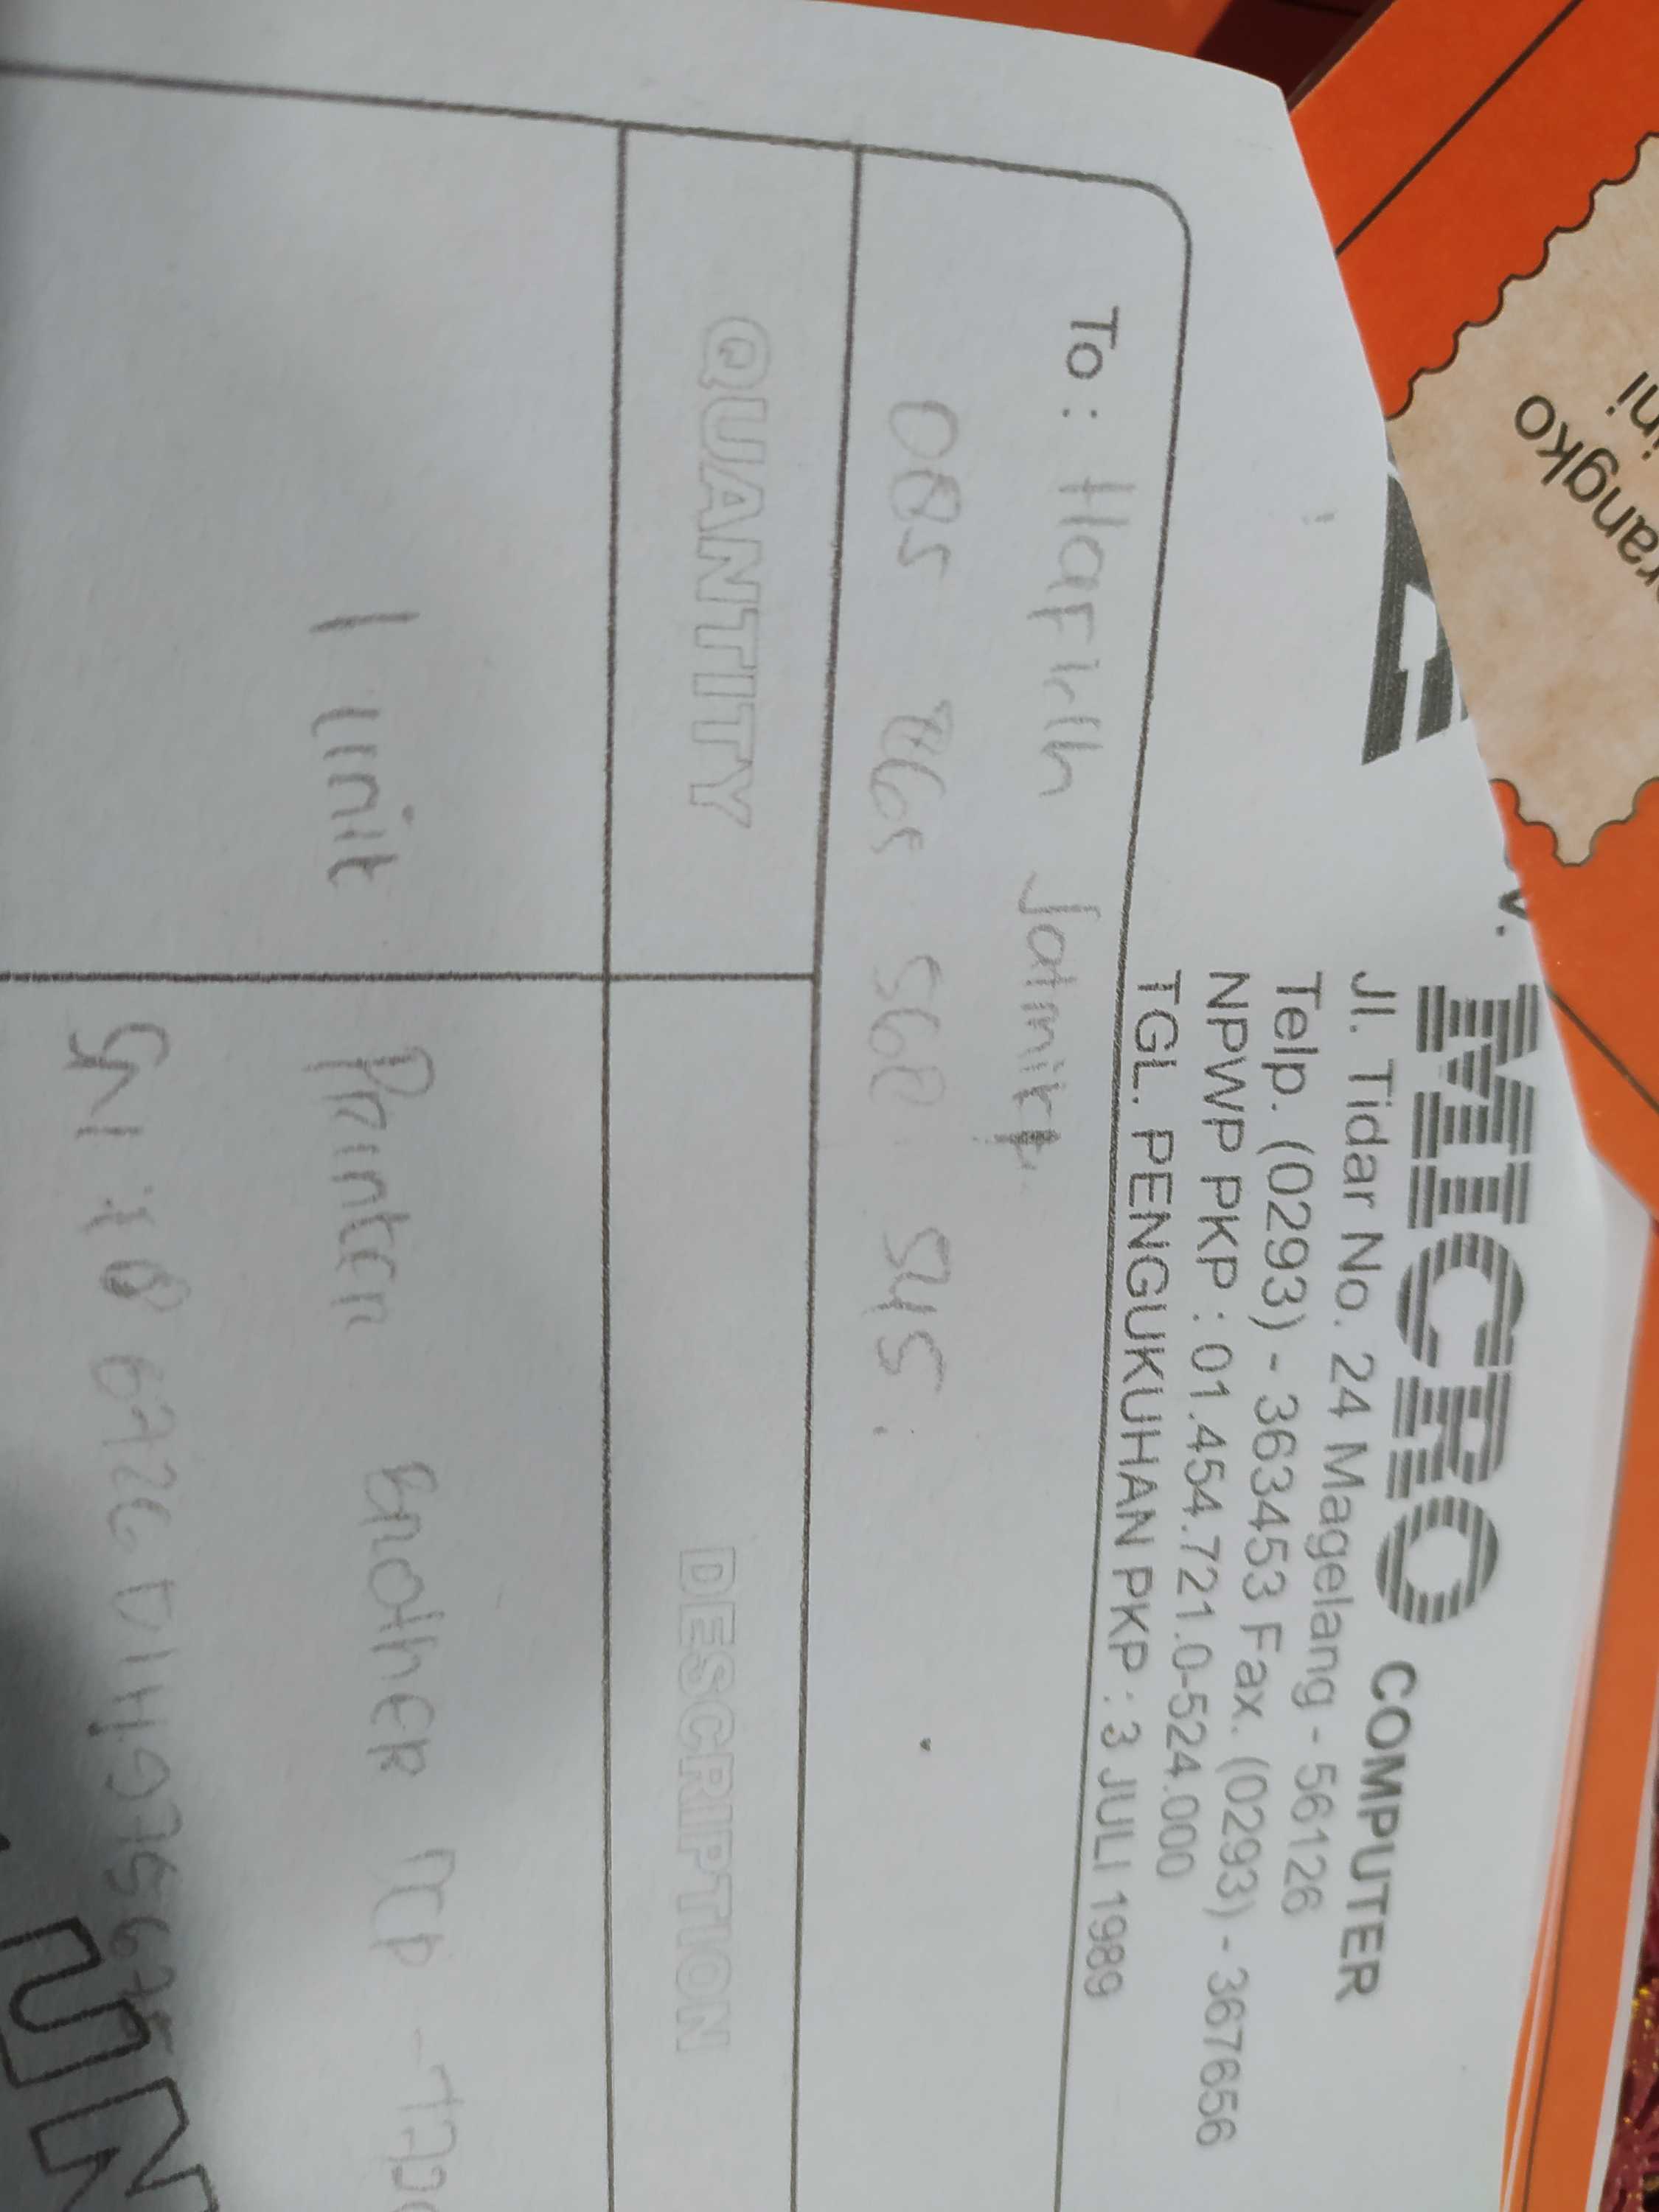 MICRO COMPUTER
Jl. Tidar No. 24 Magelang - 56126
Telp. (0293) - 363453 Fax. (0293) - 367656
NPWP PKP : 01.454.721.0-524.000
TGL. PENGUKUHAN PKP : 3 JULI 1989
To : Hafidh Jatmiko
085 5 568 545.
QUANTITY DESCRIPTION
1 Unit Printer Brother DCP -T
SN :
angko
ini